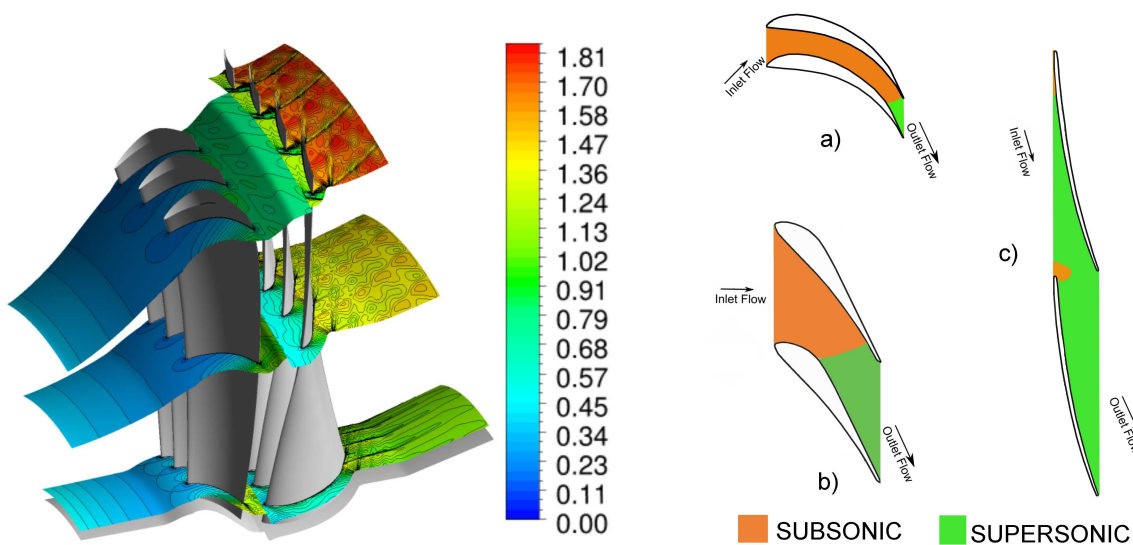 1.81
1.70
1.58
1.47
1.36
1.24
1.13
1.02
0.91
0.79
0.68
0.57
0.45
0.34
0.23
0.11
0.00
Inlet Flow
Outlet Flow
a)
Inlet Flow
Outlet Flow
b)
Inlet Flow
Outlet Flow
c)
SUBSONIC
SUPERSONIC